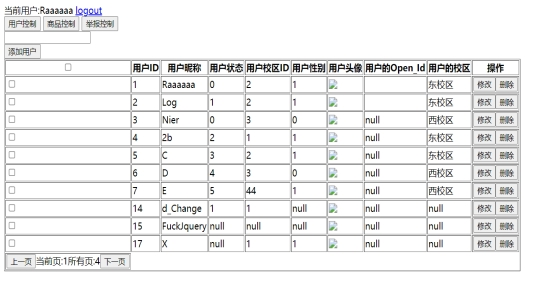 当前用户:Raaaaaa logout
用户控制 商品控制 举报控制
添加用户
用户ID 用户昵称 用户状态 用户校区ID 用户性别 用户头像 用户的Open_Id 用户的校区 操作
1 Raaaaaa 0 2 1 东校区 修改 删除
2 Log 1 2 1 东校区 修改 删除
3 Nier 0 3 0 null 西校区 修改 删除
4 2b 2 1 1 null 东校区 修改 删除
5 C 3 2 1 null 东校区 修改 删除
6 D 4 3 0 null 西校区 修改 删除
7 E 5 44 1 null 西校区 修改 删除
14 d_Change 1 1 null null null 修改 删除
15 FuckJquery null null null null null 修改 删除
17 X null 1 1 null null 修改 删除
上一页 当前页:1所有页:4 下一页